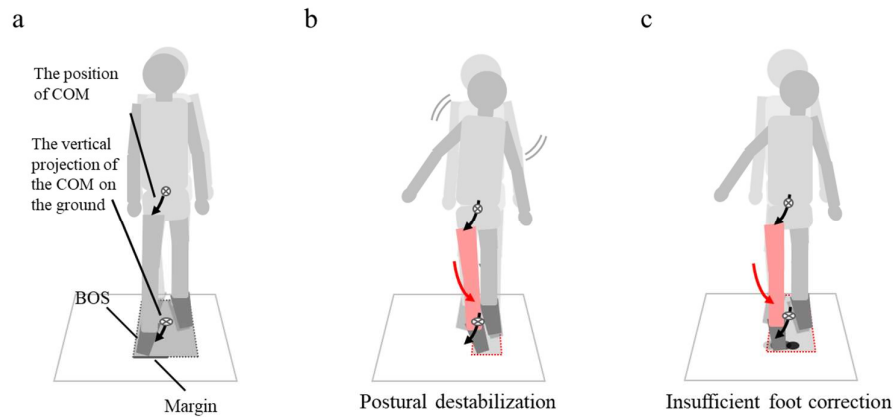 a
b
c
The position
of COM
The vertical
projection of
the COM on
the ground
BOS
Margin
Postural destabilization
Insufficient foot correction